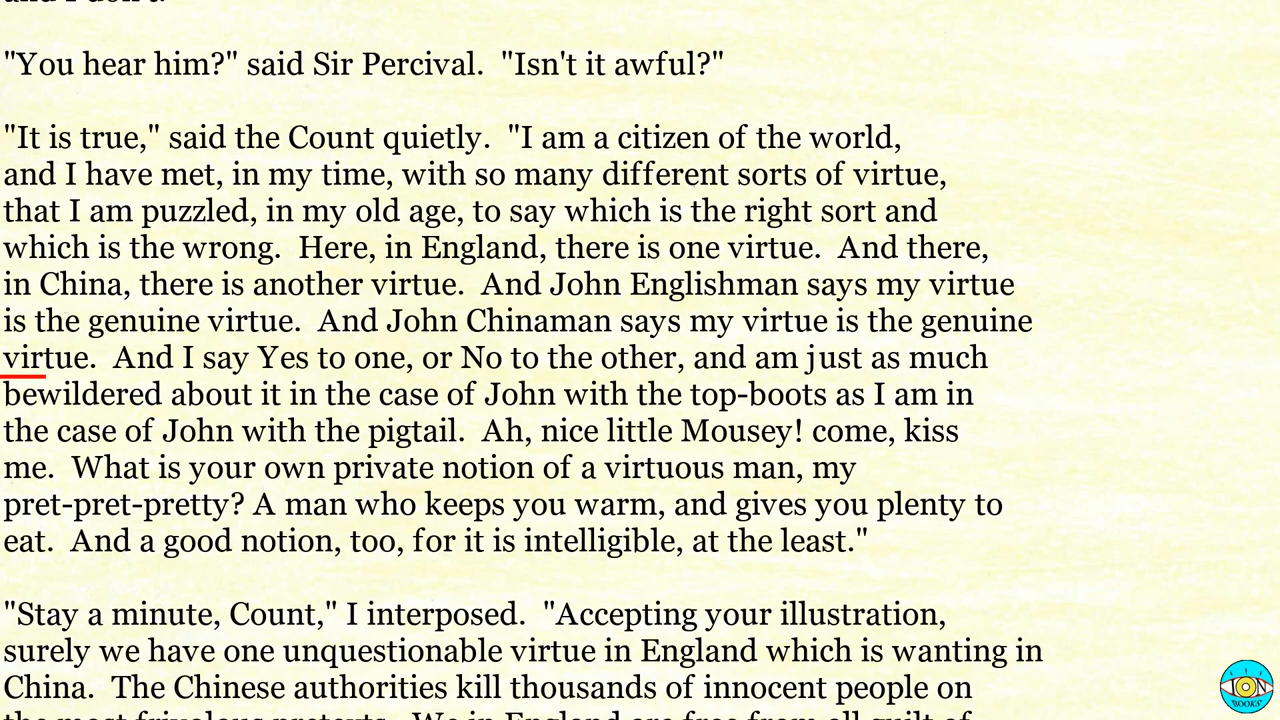 "You hear him?" said Sir Percival.  "Isn't it awful?"
"It is true," said the Count quietly.  "I am a citizen of the world,
and I have met, in my time, with so many different sorts of virtue,
that I am puzzled, in my old age, to say which is the right sort and
which is the wrong.  Here, in England, there is one virtue.  And there,
in China, there is another virtue.  And John Englishman says my virtue
is the genuine virtue.  And John Chinaman says my virtue is the genuine
virtue.  And I say Yes to one, or No to the other, and am just as much
bewildered about it in the case of John with the top-boots as I am in
the case of John with the pigtail.  Ah, nice little Mousey! come, kiss
me.  What is your own private notion of a virtuous man, my
pret-pret-pretty? A man who keeps you warm, and gives you plenty to
eat.  And a good notion, too, for it is intelligible, at the least."
"Stay a minute, Count," I interposed.  "Accepting your illustration,
surely we have one unquestionable virtue in England which is wanting in
China.  The Chinese authorities kill thousands of innocent people on
ION
BOOKS